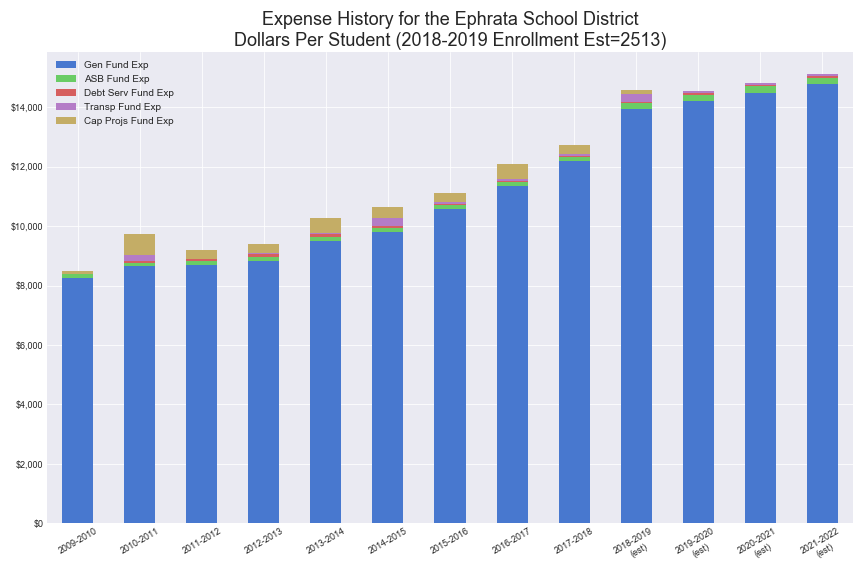 Expense History for the Ephrata School District
Dollars Per Student (2018-2019 Enrollment Est=2513)
Gen Fund Exp
ASB Fund Exp
Debt Serv Fund Exp
Transp Fund Exp
Cap Projs Fund Exp
$14,000
$12,000
$10,000
$8,000
$6,000
$4,000
$2,000
$0
2009-2010
2010-2011
2011-2012
2012-2013
2013-2014
2014-2015
2015-2016
2016-2017
2017-2018
2018-2019
(est)
2019-2020
(est)
2020-2021
(est)
2021-2022
(est)